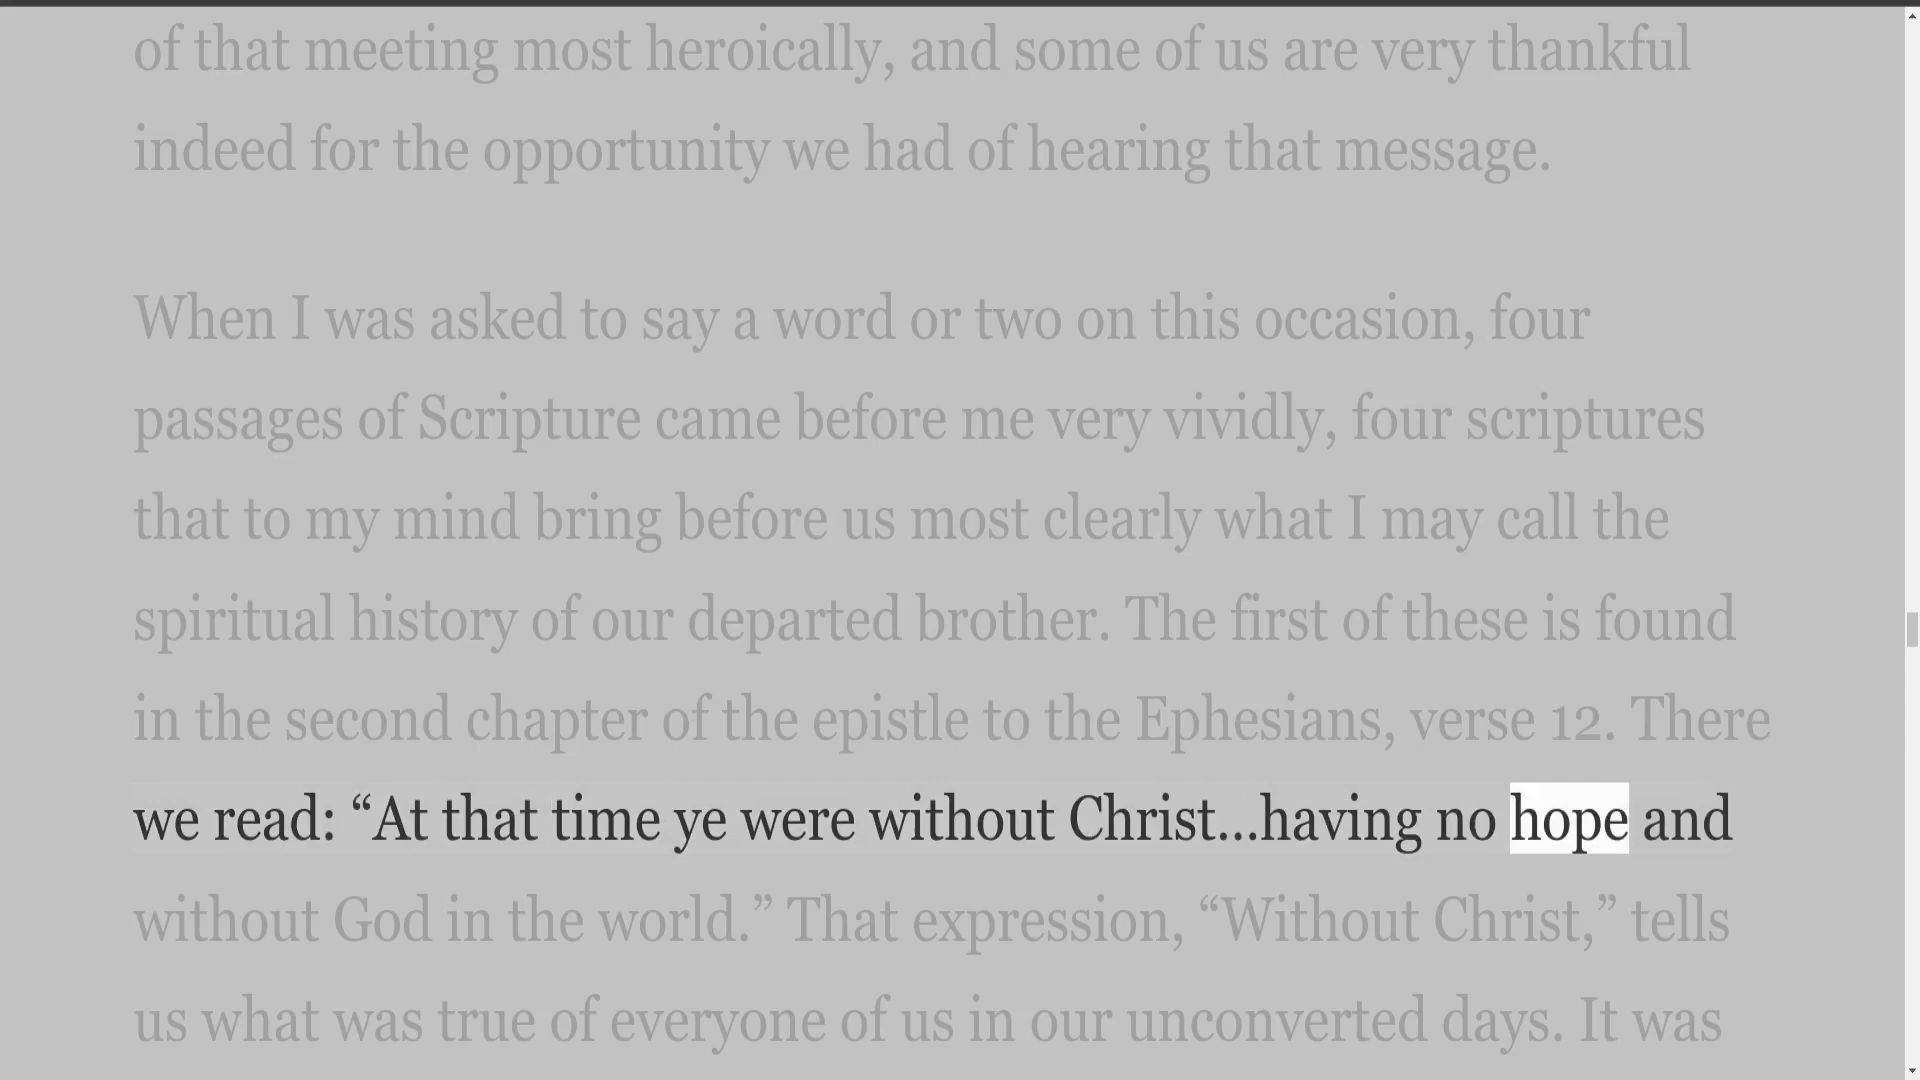 of that meeting most heroically, and some of us are very thankful
indeed for the opportunity we had of hearing that message.
When I was asked to say a word or two on this occasion, four
passages of Scripture came before me very vividly, four scriptures
that to my mind bring before us most clearly what I may call the
spiritual history of our departed brother. The first of these is found
in the second chapter of the epistle to the Ephesians, verse 12. There
we read: “At that time ye were without Christ...having no hope and
without God in the world.” That expression, “Without Christ,” tells
us what was true of everyone of us in our unconverted days. It was